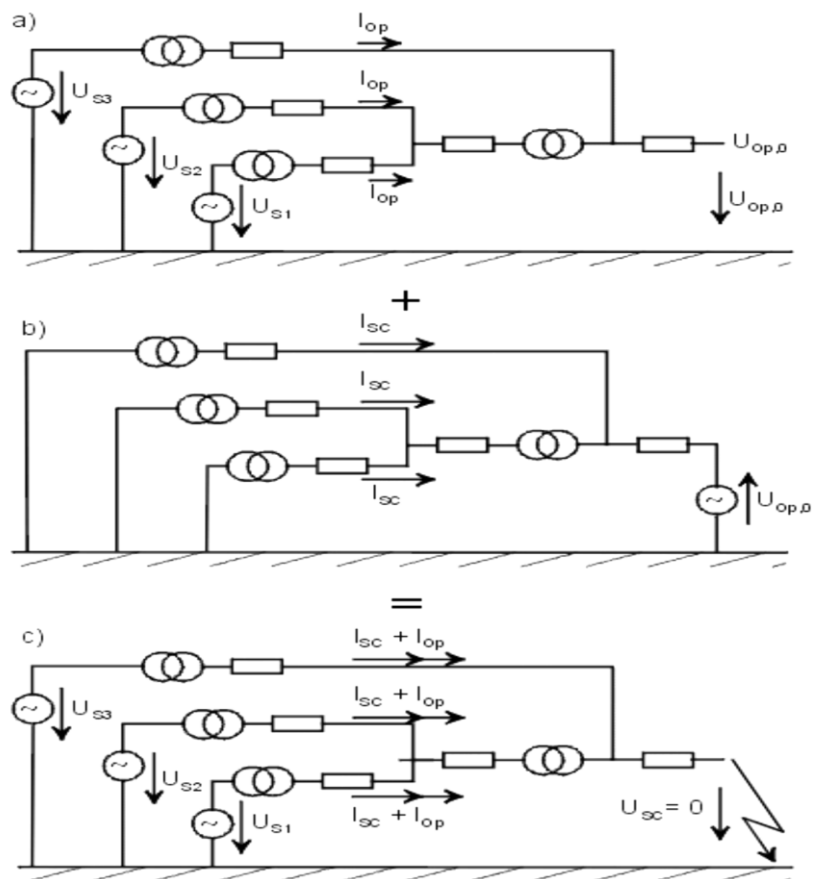 a)
I_op
U_S3
I_op
U_S2
I_op
U_S1
U_op,0
U_op,0
+
b)
I_sc
I_sc
I_sc
U_op,0
=
c)
I_sc + I_op
U_S3
I_sc + I_op
U_S2
I_sc + I_op
U_S1
U_sc = 0